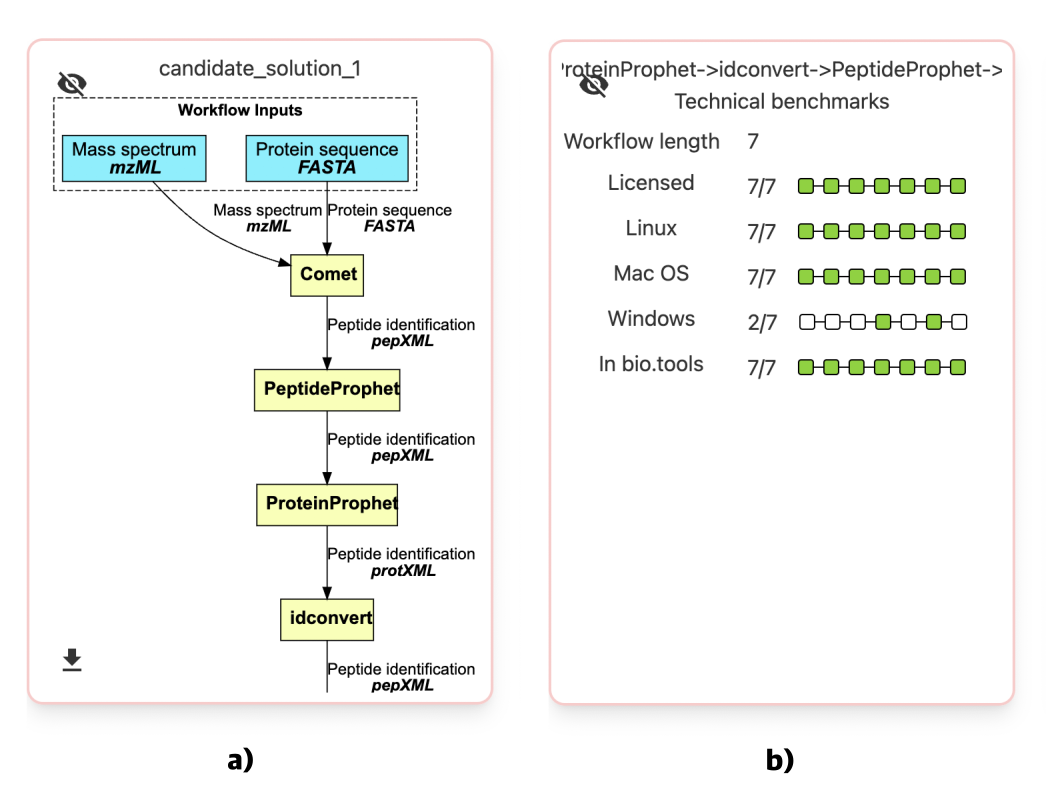 candidate_solution_1
Workflow Inputs
Mass spectrum
mzML
Protein sequence
FASTA
Mass spectrum
mzML
Protein sequence
FASTA
Comet
Peptide identification
pepXML
PeptideProphet
Peptide identification
pepXML
ProteinProphet
Peptide identification
protXML
idconvert
Peptide identification
pepXML
a)
ProteinProphet->idconvert->PeptideProphet->
Technical benchmarks
Workflow length 7
Licensed 7/7
Linux 7/7
Mac OS 7/7
Windows 2/7
In bio.tools 7/7
b)